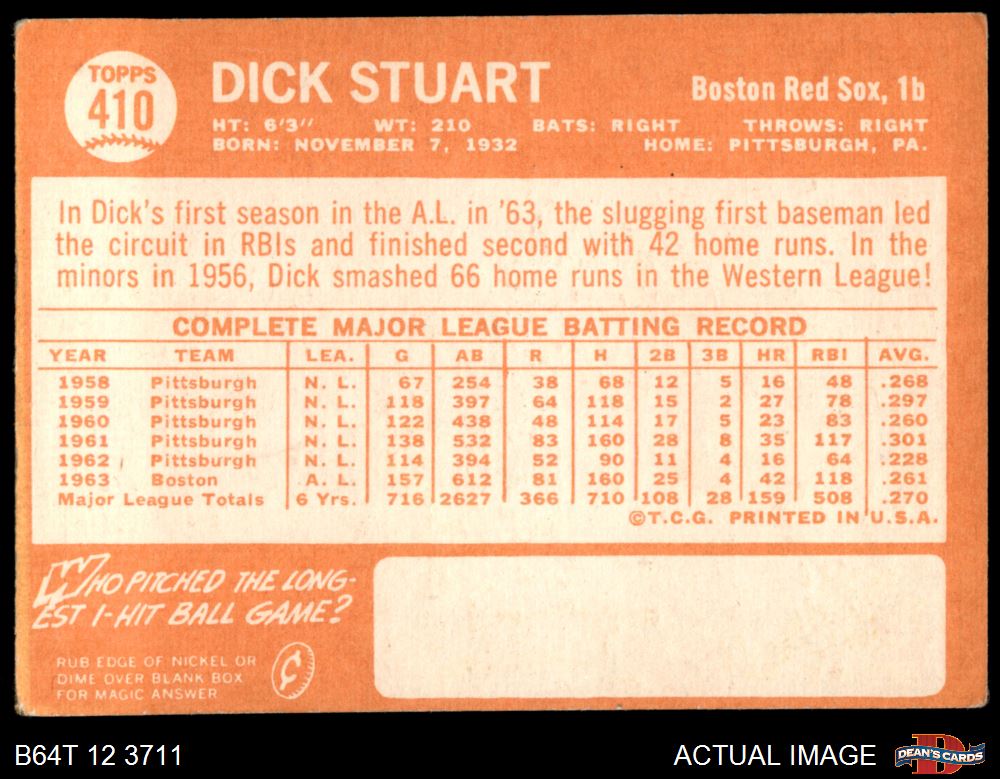 TOPPS
410
DICK STUART
Boston Red Sox, 1b
HT: 6'3" WT: 210 BATS: RIGHT THROWS: RIGHT
BORN: NOVEMBER 7, 1932 HOME: PITTSBURGH, PA.
In Dick's first season in the A.L. in '63, the slugging first baseman led
the circuit in RBIs and finished second with 42 home runs. In the
minors in 1956, Dick smashed 66 home runs in the Western League!
COMPLETE MAJOR LEAGUE BATTING RECORD
YEAR TEAM LEA. G AB R H 2B 3B HR RBI AVG.
1958 Pittsburgh N. L. 67 254 38 68 12 5 16 48 .268
1959 Pittsburgh N. L. 118 397 64 118 15 2 27 78 .297
1960 Pittsburgh N. L. 122 438 48 114 17 5 23 83 .260
1961 Pittsburgh N. L. 138 532 83 160 28 8 35 117 .301
1962 Pittsburgh N. L. 114 394 52 90 11 4 16 64 .228
1963 Boston A. L. 157 612 81 160 25 4 42 118 .261
Major League Totals 6 Yrs. 716 2627 366 710 108 28 159 508 .270
©T.C.G. PRINTED IN U.S.A.
WHO PITCHED THE LONG-
EST 1-HIT BALL GAME?
RUB EDGE OF NICKEL OR
DIME OVER BLANK BOX
FOR MAGIC ANSWER
¢
B64T 12 3711
ACTUAL IMAGE
DEAN'S CARDS